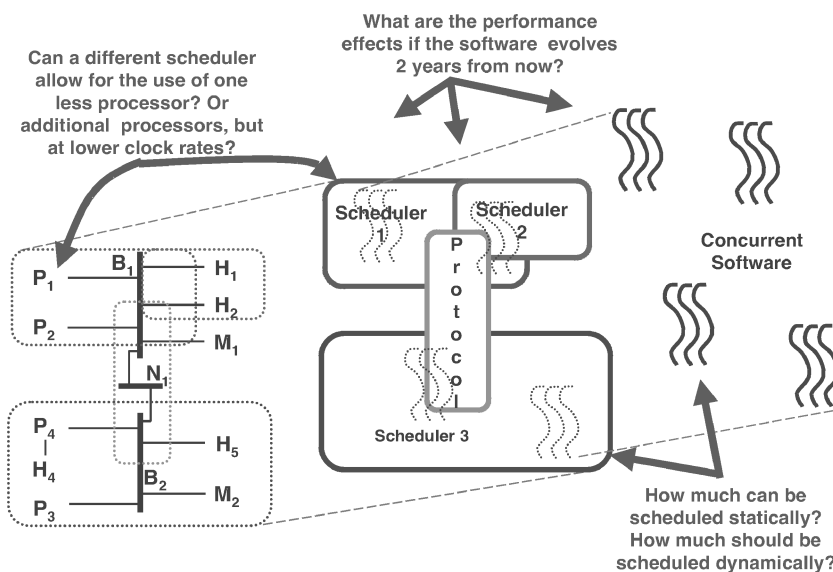 What are the performance
effects if the software evolves
2 years from now?
Can a different scheduler
allow for the use of one
less processor? Or
additional processors, but
at lower clock rates?
Scheduler
1
Scheduler
2
Protocol
Scheduler 3
Concurrent
Software
B1
P1
H1
H2
P2
M1
N1
P4
H4
H5
B2
M2
P3
How much can be
scheduled statically?
How much should be
scheduled dynamically?